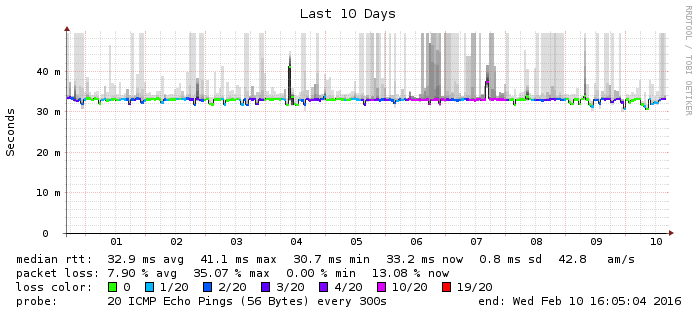 Last 10 Days
RRDTOOL / TOBI OETIKER
Seconds
40 m
30 m
20 m
10 m
0
01 02 03 04 05 06 07 08 09 10
median rtt: 32.9 ms avg 41.1 ms max 30.7 ms min 33.2 ms now 0.8 ms sd 42.8 am/s
packet loss: 7.90 % avg 35.07 % max 0.00 % min 13.08 % now
loss color: 0 1/20 2/20 3/20 4/20 10/20 19/20
probe: 20 ICMP Echo Pings (56 Bytes) every 300s end: Wed Feb 10 16:05:04 2016